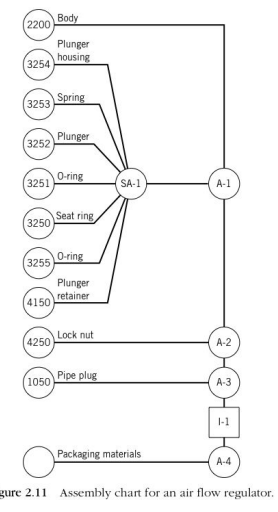 2200 Body
Plunger
housing
3254
3253 Spring
3252 Plunger
3251 O-ring SA-1 A-1
3250 Seat ring
3255 O-ring
Plunger
retainer
4150
4250 Lock nut A-2
1050 Pipe plug A-3
I-1
Packaging materials A-4
gure 2.11 Assembly chart for an air flow regulator.